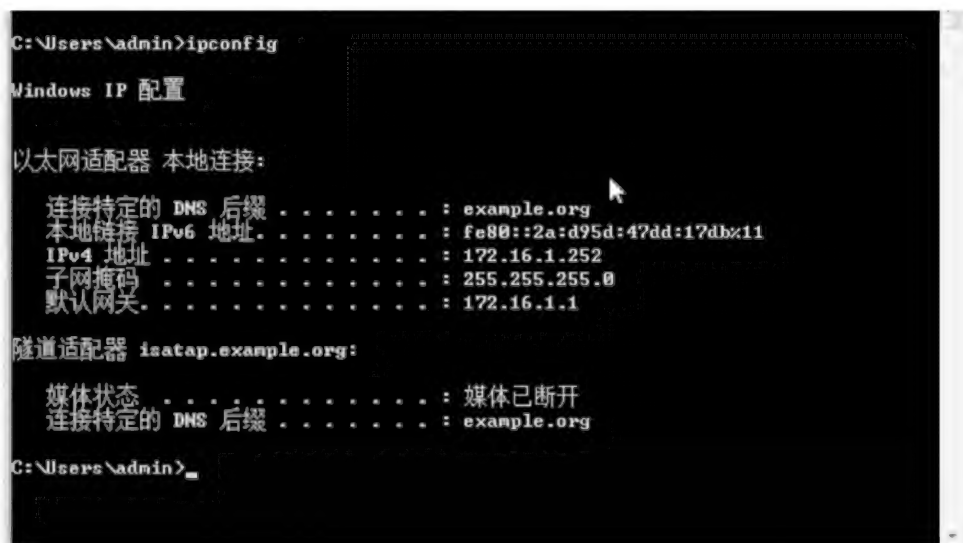 C:\Users\admin>ipconfig
Windows IP 配置
以太网适配器 本地连接:
连接特定的 DNS 后缀 . . . . . . . : example.org
本地链接 IPv6 地址. . . . . . . . : fe80::2a:d95d:47dd:17db%11
IPv4 地址 . . . . . . . . . . . . : 172.16.1.252
子网掩码 . . . . . . . . . . . . : 255.255.255.0
默认网关. . . . . . . . . . . . . : 172.16.1.1
隧道适配器 isatap.example.org:
媒体状态 . . . . . . . . . . . . : 媒体已断开
连接特定的 DNS 后缀 . . . . . . . : example.org
C:\Users\admin>_